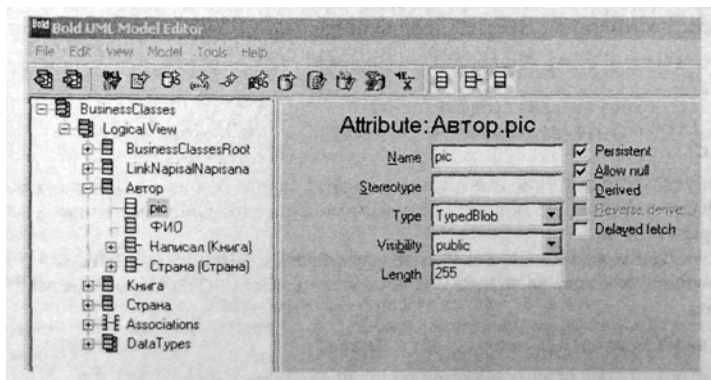 Bold UML Model Editor
File Edit View Model Tools Help
BusinessClasses
Logical View
BusinessClassesRoot
LinkNapisalNapisana
Автор
pic
ФИО
Написал (Книга)
Страна (Страна)
Книга
Страна
Associations
DataTypes
Attribute: Автор.pic
Name pic
Stereotype
Type TypedBlob
Visibility public
Length 255
Persistent
Allow null
Derived
Reverse derive
Delayed fetch